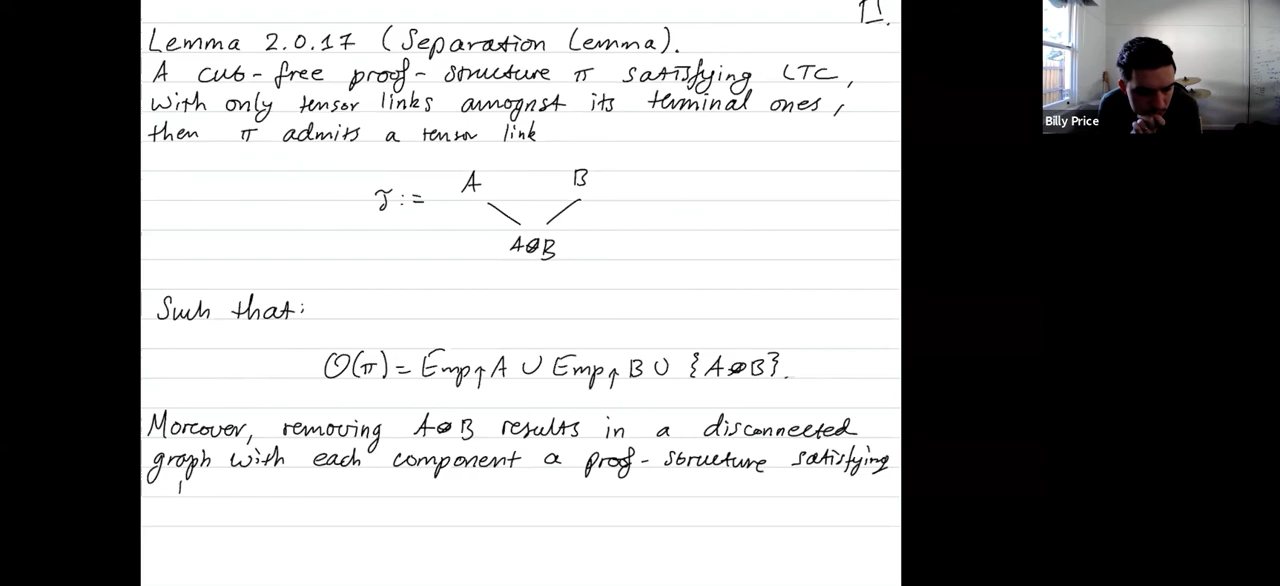 Lemma 2.0.17 (Separation Lemma).
A cut-free proof-structure π satisfying LTC,
with only tensor links amognst its terminal ones,
then π admits a tensor link
τ := A B
A⊗B
Such that:
O(π) = Emp↑ A ∪ Emp↑ B ∪ {A⊗B}.
Moreover, removing A⊗B results in a disconnected
graph with each component a proof-structure satisfying
Billy Price